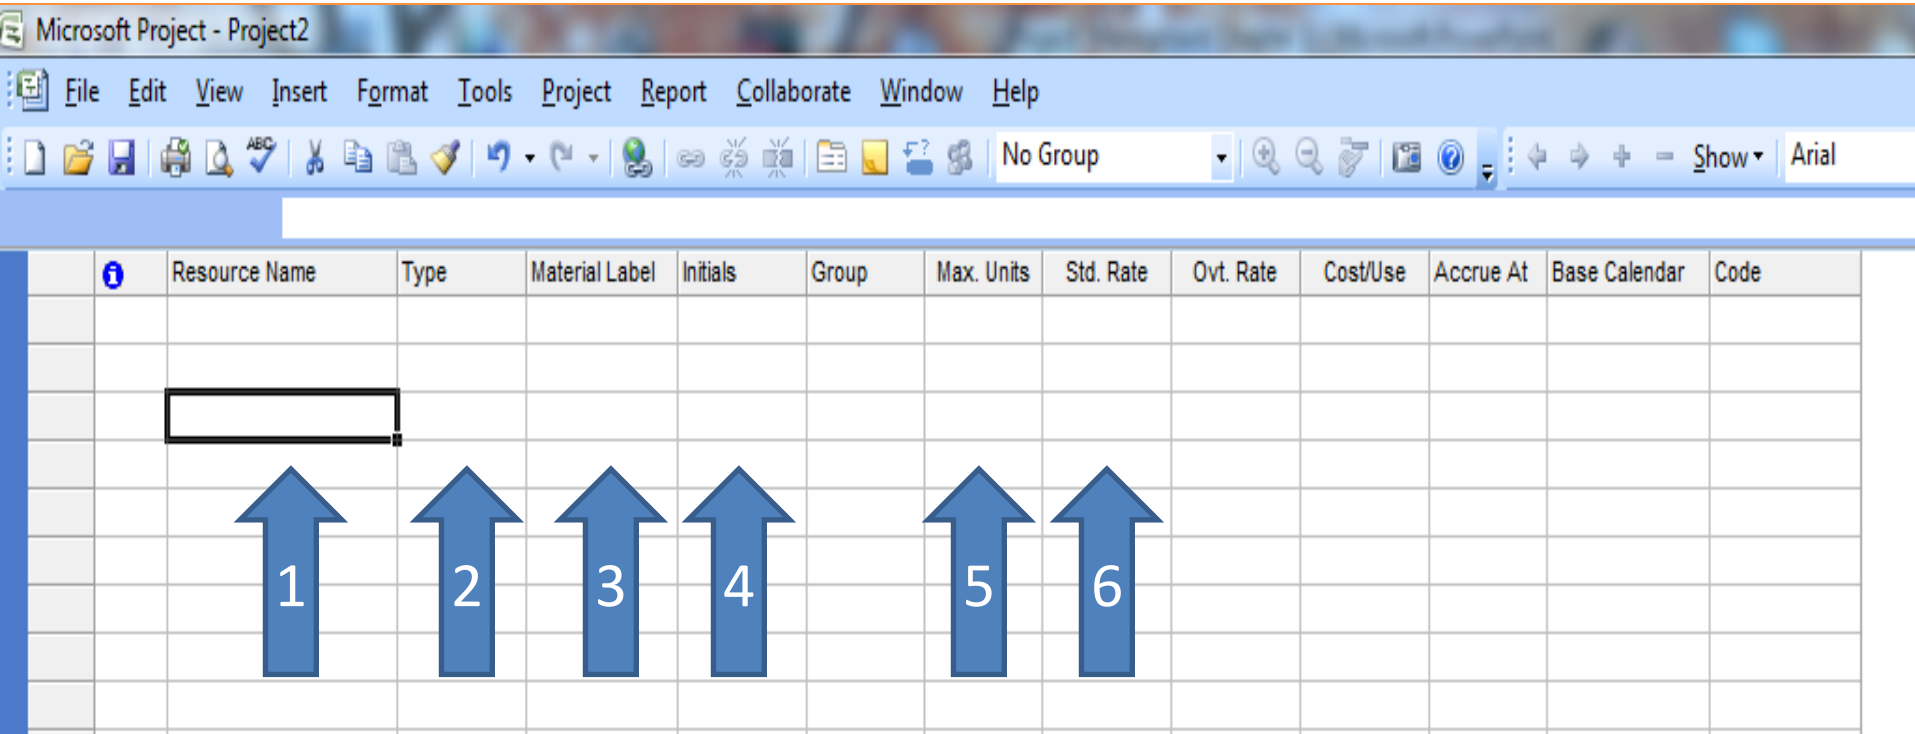 Microsoft Project - Project2
File Edit View Insert Format Tools Project Report Collaborate Window Help
ABC No Group Show Arial
Resource Name Type Material Label Initials Group Max. Units Std. Rate Ovt. Rate Cost/Use Accrue At Base Calendar Code
1 2 3 4 5 6